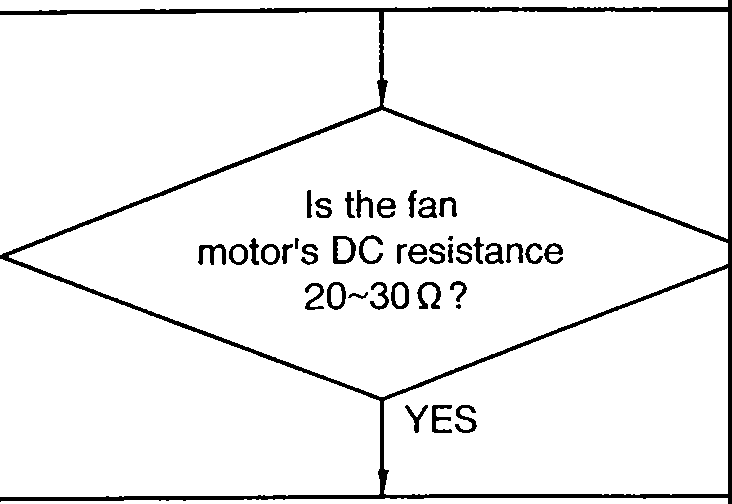 Is the fan
motor's DC resistance
20~30Ω?
YES